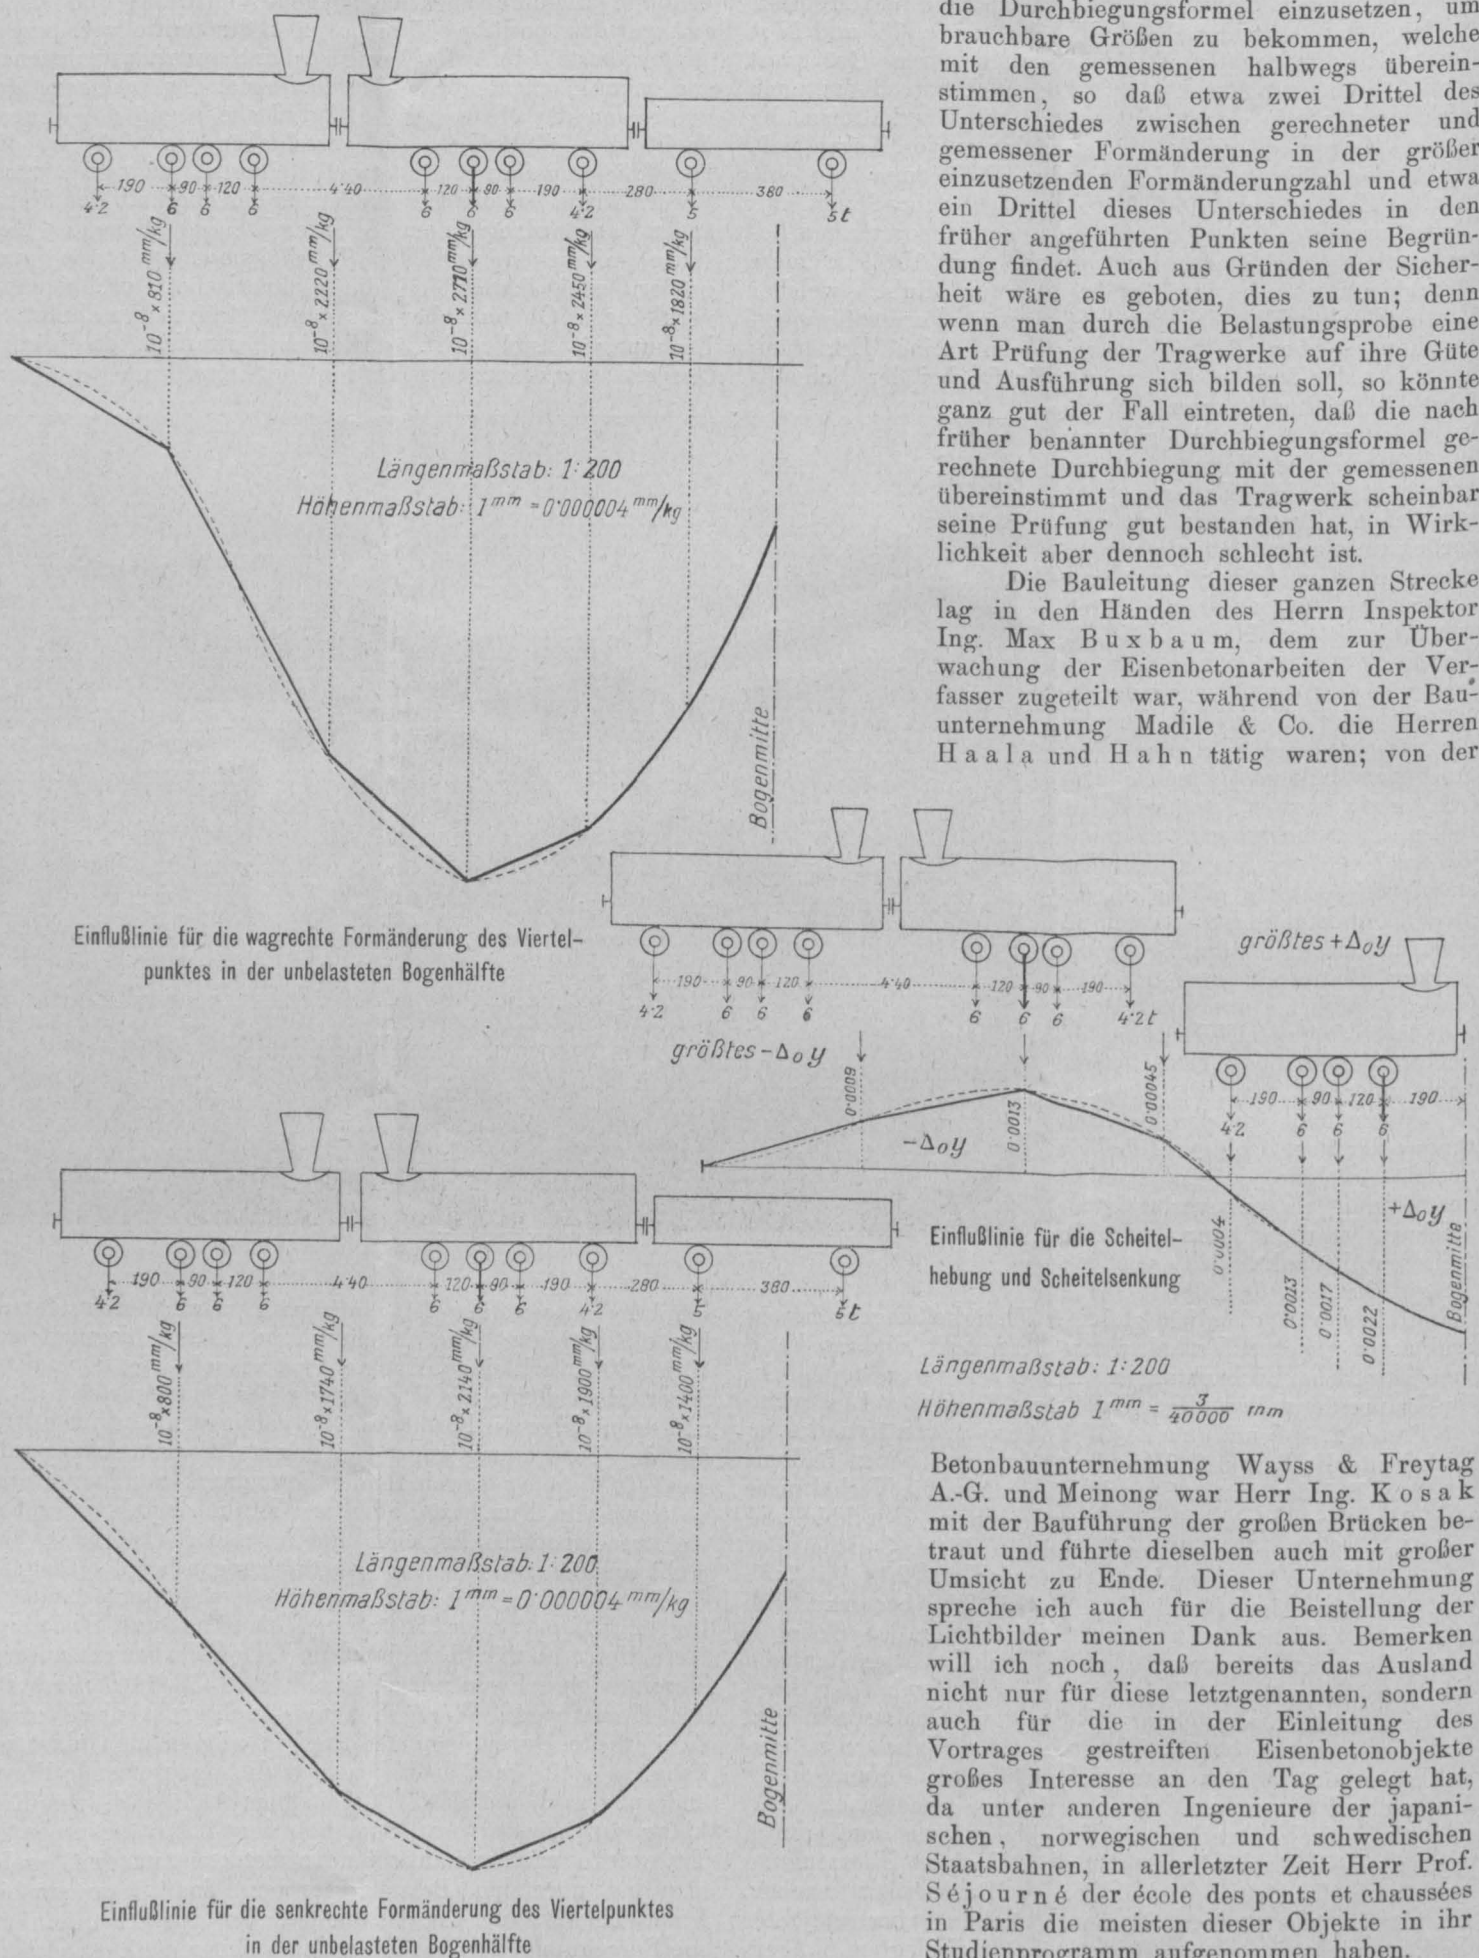 die Durchbiegungsformel einzusetzen, um
brauchbare Größen zu bekommen, welche
mit den gemessenen halbwegs überein-
stimmen, so daß etwa zwei Drittel des
Unterschiedes zwischen gerechneter und
gemessener Formänderung in der größer
einzusetzenden Formänderungzahl und etwa
ein Drittel dieses Unterschiedes in den
früher angeführten Punkten seine Begrün-
dung findet. Auch aus Gründen der Sicher-
heit wäre es geboten, dies zu tun; denn
wenn man durch die Belastungsprobe eine
Art Prüfung der Tragwerke auf ihre Güte
und Ausführung sich bilden soll, so könnte
ganz gut der Fall eintreten, daß die nach
früher benannter Durchbiegungsformel ge-
rechnete Durchbiegung mit der gemessenen
übereinstimmt und das Tragwerk scheinbar
seine Prüfung gut bestanden hat, in Wirk-
lichkeit aber dennoch schlecht ist.
Die Bauleitung dieser ganzen Strecke
lag in den Händen des Herrn Inspektor
Ing. Max Buxbaum, dem zur Über-
wachung der Eisenbetonarbeiten der Ver-
fasser zugeteilt war, während von der Bau-
unternehmung Madile & Co. die Herren
Haala und Hahn tätig waren; von der
190 90 120 4·40 120 90 190 280 380
4·2 6 6 6 6 6 6 4·2 5 5t
10⁻⁸ × 810 mm/kg
10⁻⁸ × 2220 mm/kg
10⁻⁸ × 2710 mm/kg
10⁻⁸ × 2450 mm/kg
10⁻⁸ × 1820 mm/kg
Längenmaßstab: 1:200
Höhenmaßstab: 1 mm = 0·000004 mm/kg
Bogenmitte
Einflußlinie für die wagrechte Formänderung des Viertel-
punktes in der unbelasteten Bogenhälfte
190 90 120 4·40 120 90 190
4·2 6 6 6 6 6 6 4·2t
größtes −Δ₀y
größtes +Δ₀y
190 90 120 190
4·2 6 6 6
0·0009
0·0013
0·00045
−Δ₀y
+Δ₀y
0·0004
0·0013
0·0017
0·0022
Bogenmitte
Einflußlinie für die Scheitel-
hebung und Scheitelsenkung
Längenmaßstab: 1:200
Höhenmaßstab 1 mm = 3/40000 mm
190 90 120 4·40 120 90 190 280 380
4·2 6 6 6 6 6 6 4·2 5 5t
10⁻⁸ × 800 mm/kg
10⁻⁸ × 1740 mm/kg
10⁻⁸ × 2140 mm/kg
10⁻⁸ × 1900 mm/kg
10⁻⁸ × 1400 mm/kg
Längenmaßstab: 1:200
Höhenmaßstab: 1 mm = 0·000004 mm/kg
Bogenmitte
Einflußlinie für die senkrechte Formänderung des Viertelpunktes
in der unbelasteten Bogenhälfte
Betonbauunternehmung Wayss & Freytag
A.-G. und Meinong war Herr Ing. Kosak
mit der Bauführung der großen Brücken be-
traut und führte dieselben auch mit großer
Umsicht zu Ende. Dieser Unternehmung
spreche ich auch für die Beistellung der
Lichtbilder meinen Dank aus. Bemerken
will ich noch, daß bereits das Ausland
nicht nur für diese letztgenannten, sondern
auch für die in der Einleitung des
Vortrages gestreiften Eisenbetonobjekte
großes Interesse an den Tag gelegt hat,
da unter anderen Ingenieure der japani-
schen, norwegischen und schwedischen
Staatsbahnen, in allerletzter Zeit Herr Prof.
Séjourné der école des ponts et chaussées
in Paris die meisten dieser Objekte in ihr
Studienprogramm aufgenommen haben.